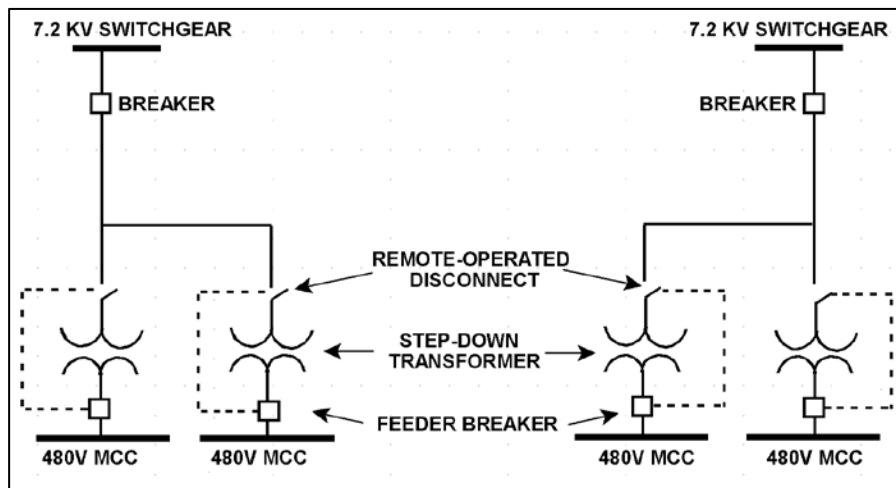 7.2 KV SWITCHGEAR
7.2 KV SWITCHGEAR
BREAKER
BREAKER
REMOTE-OPERATED
DISCONNECT
STEP-DOWN
TRANSFORMER
FEEDER BREAKER
480V MCC
480V MCC
480V MCC
480V MCC